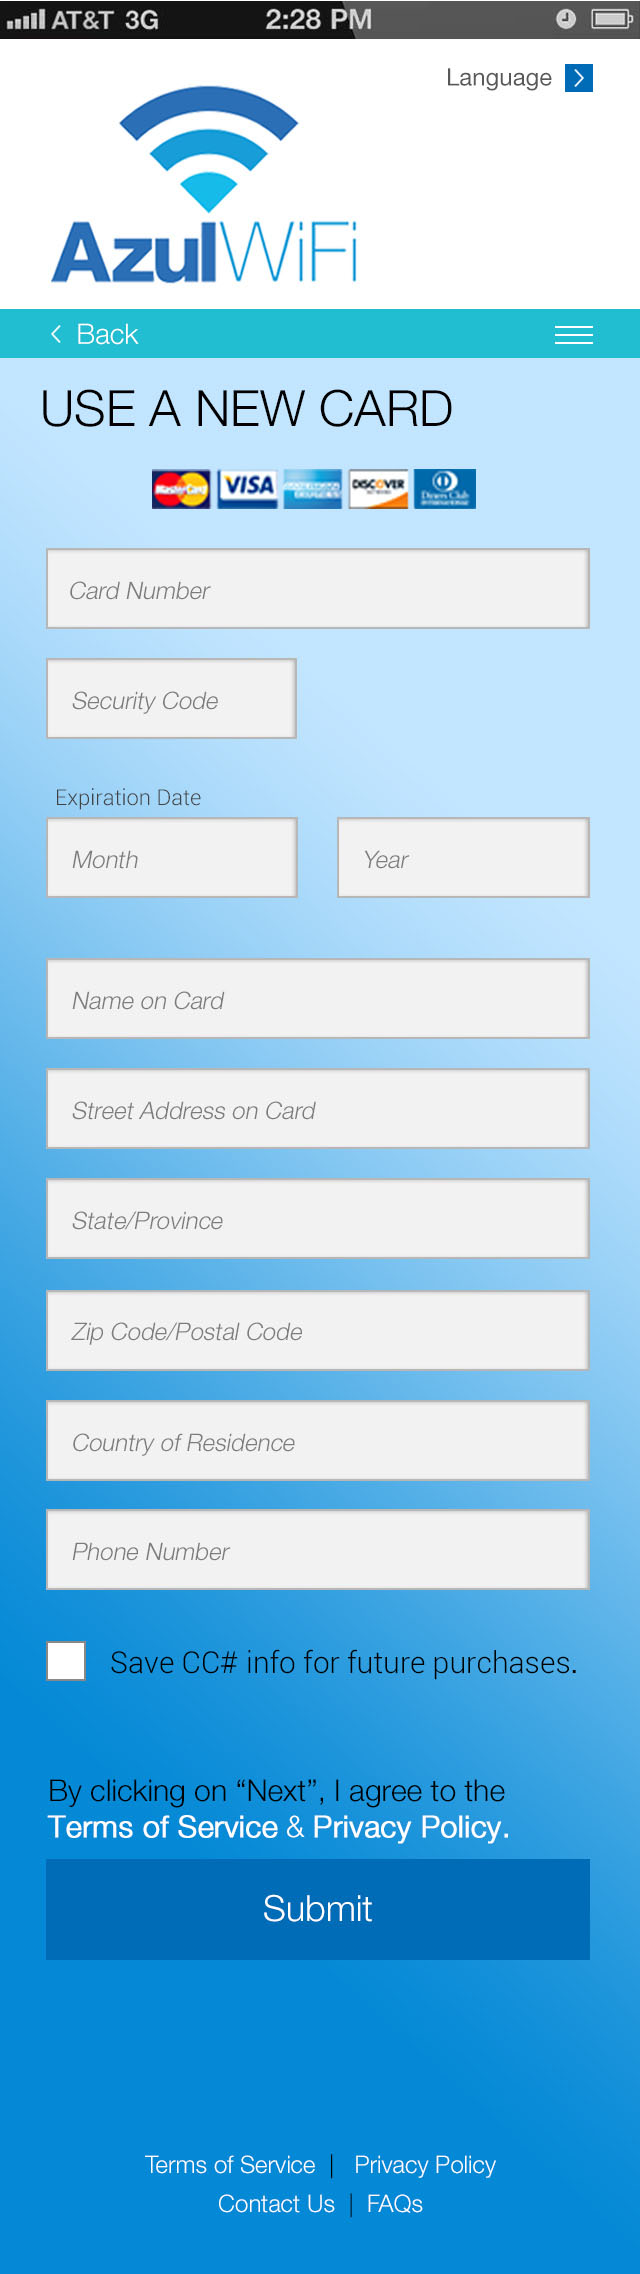 AT&T 3G 2:28 PM
Language
AzulWiFi
Back
USE A NEW CARD
MasterCard VISA AMERICAN EXPRESS DISCOVER Diners Club INTERNATIONAL
Card Number
Security Code
Expiration Date
Month Year
Name on Card
Street Address on Card
State/Province
Zip Code/Postal Code
Country of Residence
Phone Number
Save CC# info for future purchases.
By clicking on “Next”, I agree to the
Terms of Service & Privacy Policy.
Submit
Terms of Service | Privacy Policy
Contact Us | FAQs